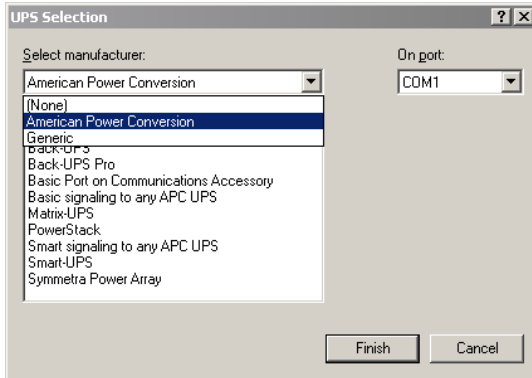 UPS Selection
Select manufacturer:
On port:
American Power Conversion
COM1
(None)
American Power Conversion
Generic
Back-UPS
Back-UPS Pro
Basic Port on Communications Accessory
Basic signaling to any APC UPS
Matrix-UPS
PowerStack
Smart signaling to any APC UPS
Smart-UPS
Symmetra Power Array
Finish
Cancel